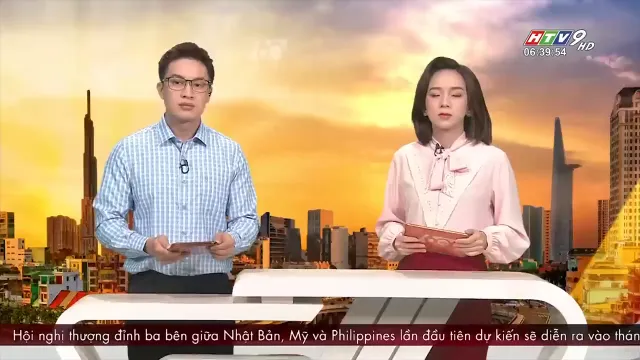 HTV9 HD
06:39:54
Hội nghị thượng đỉnh ba bên giữa Nhật Bản, Mỹ và Philippines lần đầu tiên dự kiến sẽ diễn ra vào thán